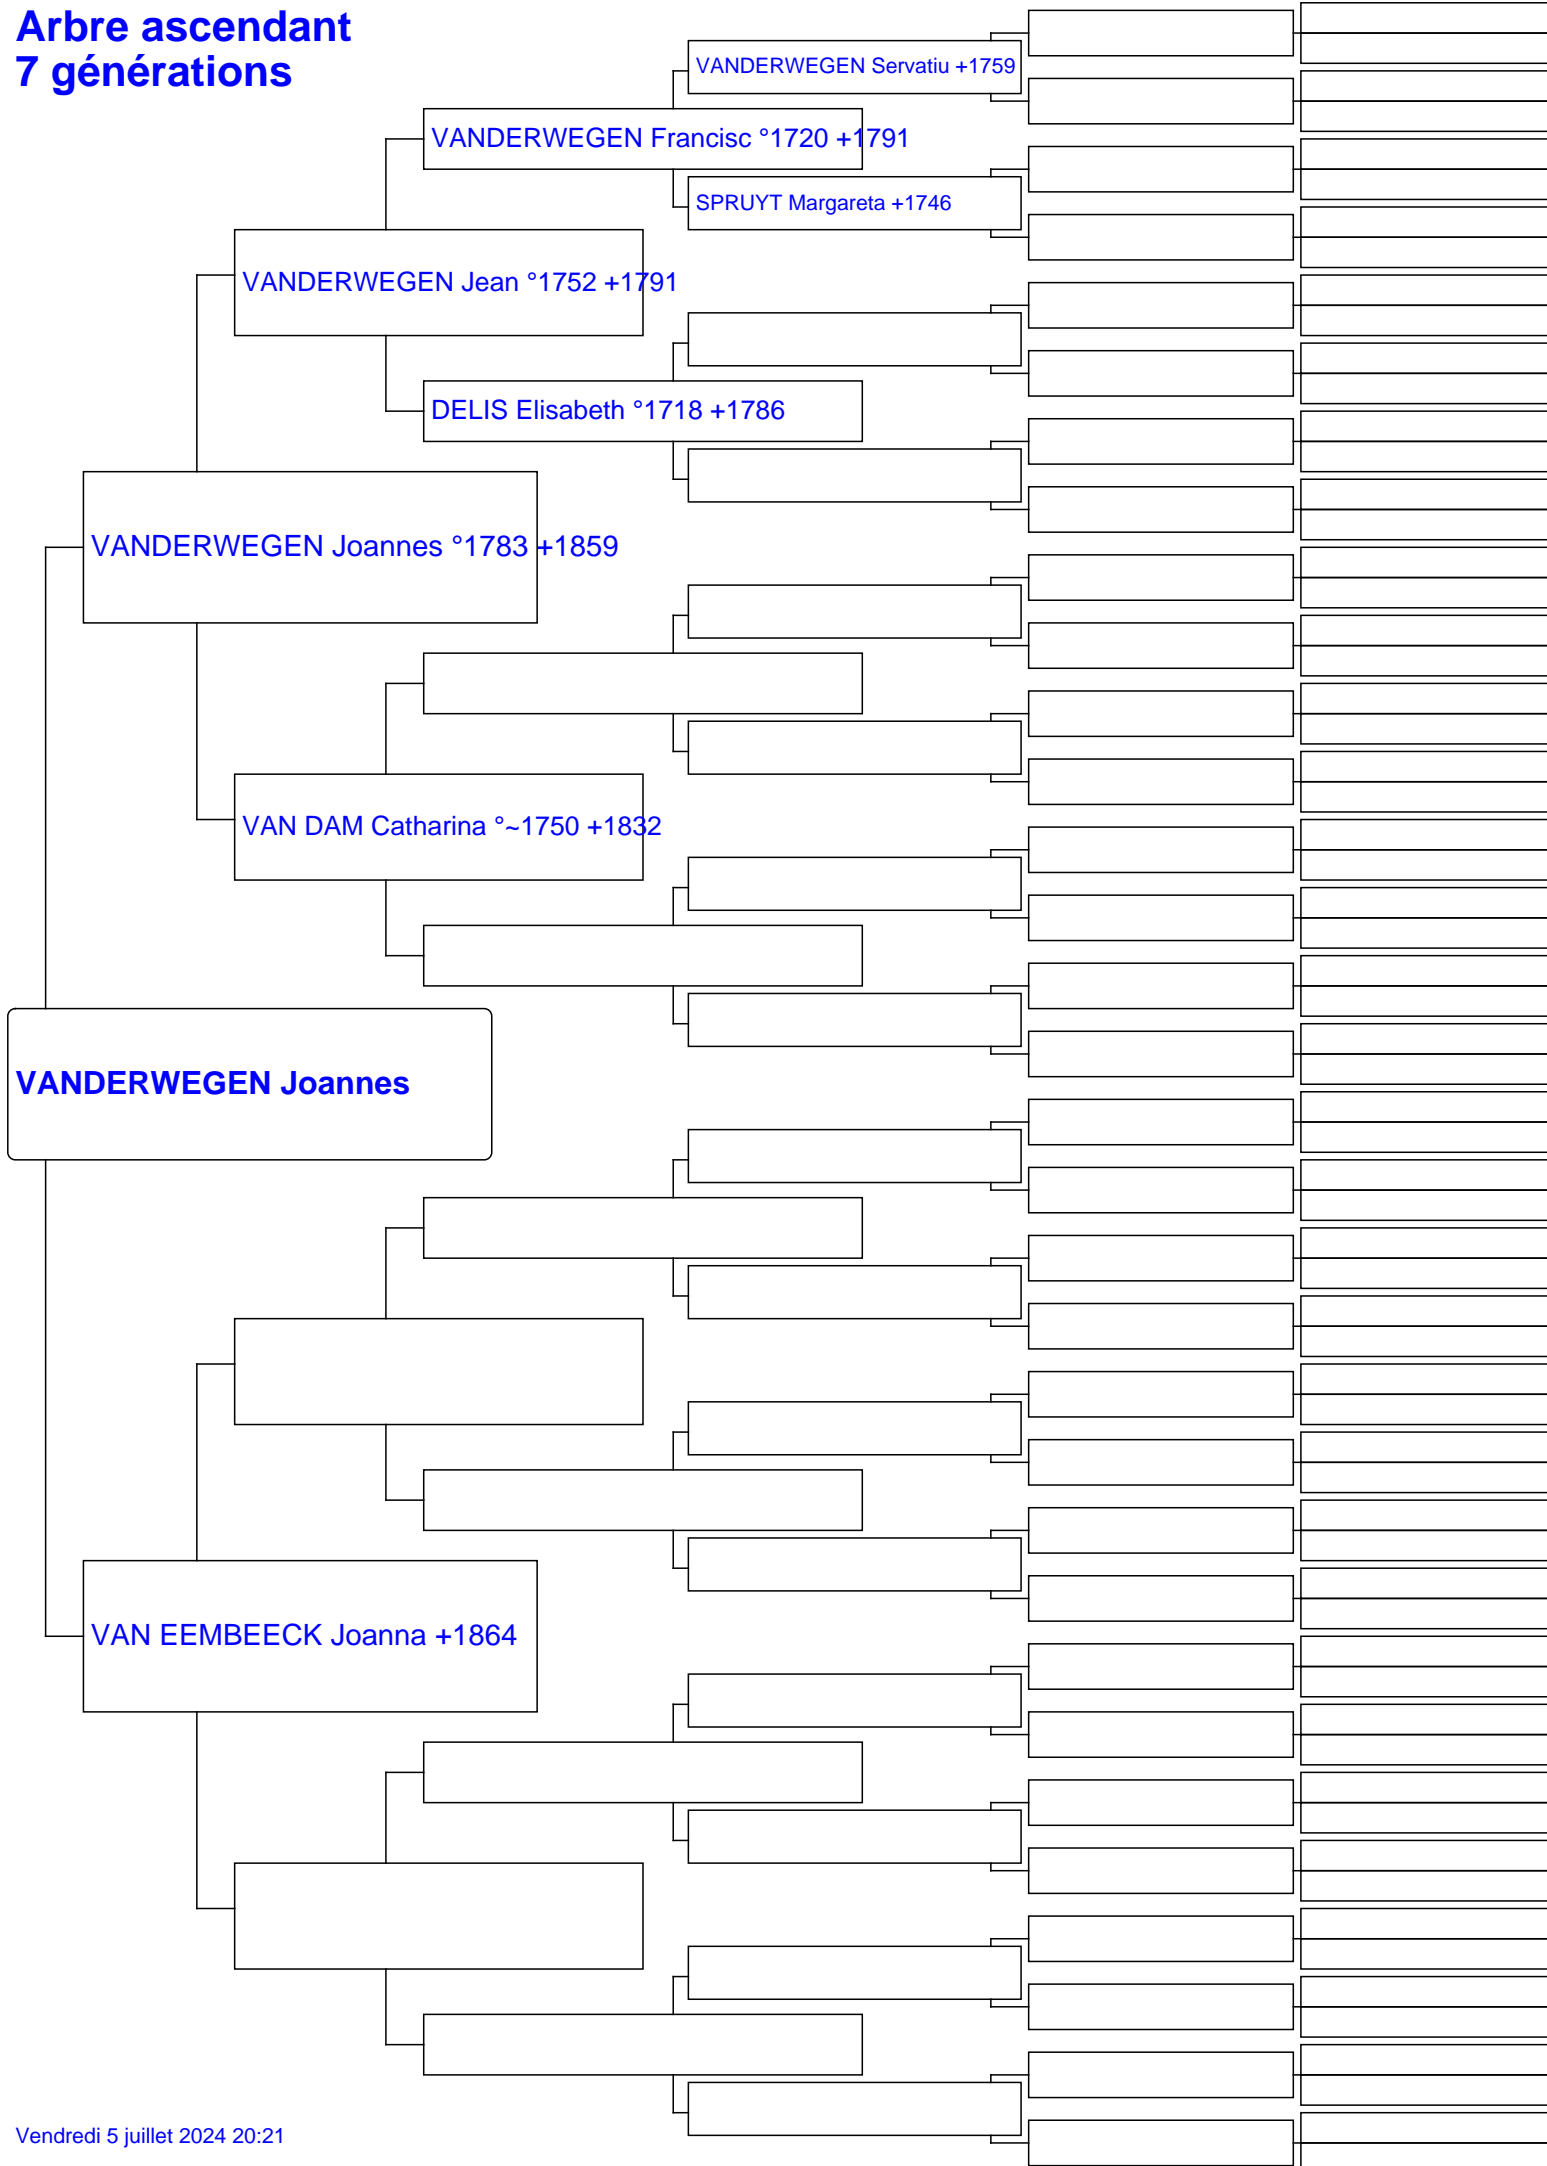 Arbre ascendant
7 générations
VANDERWEGEN Servatiu +1759
VANDERWEGEN Francisc °1720 +1791
SPRUYT Margareta +1746
VANDERWEGEN Jean °1752 +1791
DELIS Elisabeth °1718 +1786
VANDERWEGEN Joannes °1783 +1859
VAN DAM Catharina °~1750 +1832
VANDERWEGEN Joannes
VAN EEMBEECK Joanna +1864
Vendredi 5 juillet 2024 20:21